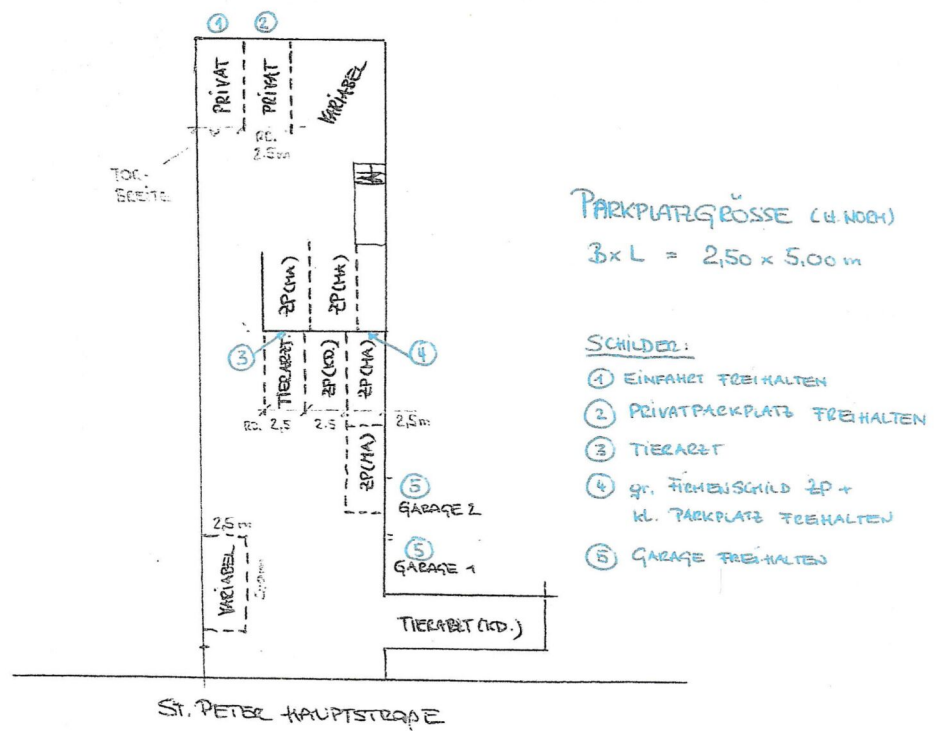 ① ②
PRIVAT
PRIVAT
VARIABEL
RD.
2.5m
TOR-
BREITE
PARKPLATZGRÖSSE (LT. NORM)
B x L = 2,50 x 5,00 m
ZP (MA)
ZP (MA)
③ ④
TIERARZT.
ZP (KD.)
ZP (MA)
RD. 2,5 2.5 2,5m
ZP (MA)
⑤
GARAGE 2
⑤
GARAGE 1
2,5 m
VARIABEL
TIERARZT (KD.)
ST. PETER HAUPTSTRAßE
SCHILDER:
① EINFAHRT FREIHALTEN
② PRIVATPARKPLATZ FREIHALTEN
③ TIERARZT
④ gr. FIRMENSCHILD ZP +
kl. PARKPLATZ FREIHALTEN
⑤ GARAGE FREIHALTEN